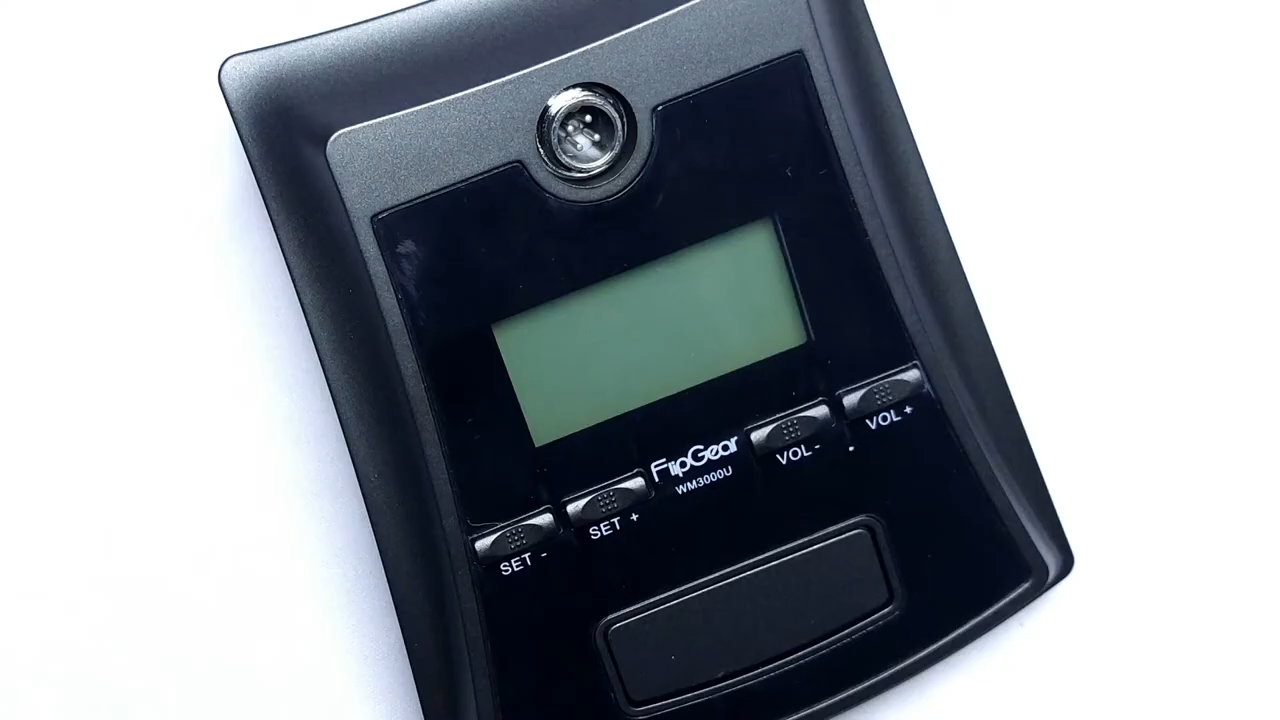 FlipGear
WM3000U
SET -
SET +
VOL -
VOL +